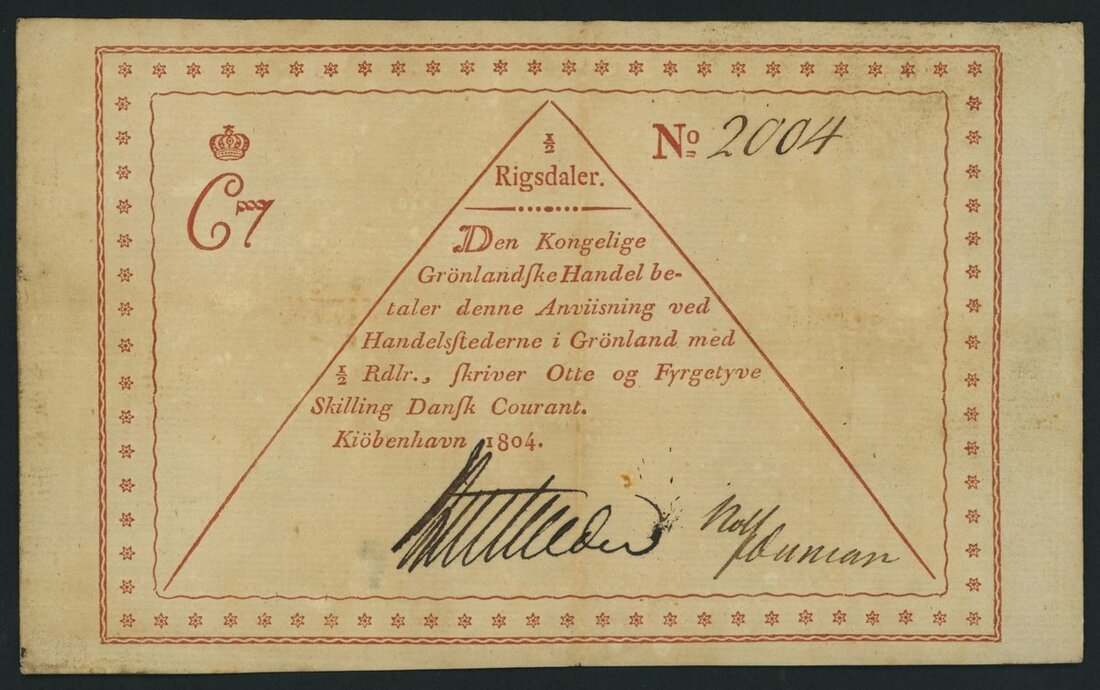 C7
No 2004
1/2
Rigsdaler.
Den Kongelige
Grönlandſke Handel be-
taler denne Anviisning ved
Handelsſtederne i Grönland med
1/2 Rdlr., ſkriver Otte og Fyrgetyve
Skilling Danſk Courant.
Kiöbenhavn 1804.